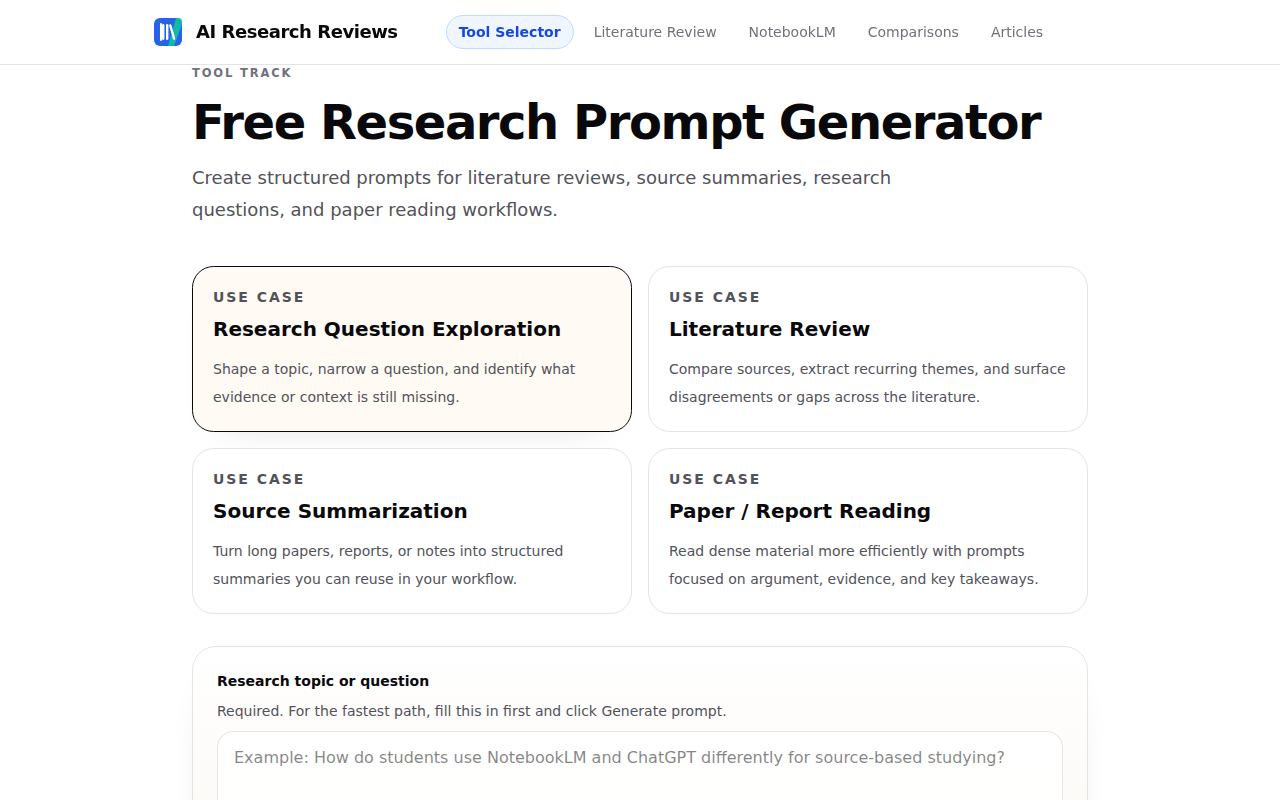 AI Research Reviews
Tool Selector
Literature Review
NotebookLM
Comparisons
Articles
TOOL TRACK
Free Research Prompt Generator
Create structured prompts for literature reviews, source summaries, research
questions, and paper reading workflows.
USE CASE
Research Question Exploration
Shape a topic, narrow a question, and identify what
evidence or context is still missing.
USE CASE
Literature Review
Compare sources, extract recurring themes, and surface
disagreements or gaps across the literature.
USE CASE
Source Summarization
Turn long papers, reports, or notes into structured
summaries you can reuse in your workflow.
USE CASE
Paper / Report Reading
Read dense material more efficiently with prompts
focused on argument, evidence, and key takeaways.
Research topic or question
Required. For the fastest path, fill this in first and click Generate prompt.
Example: How do students use NotebookLM and ChatGPT differently for source-based studying?